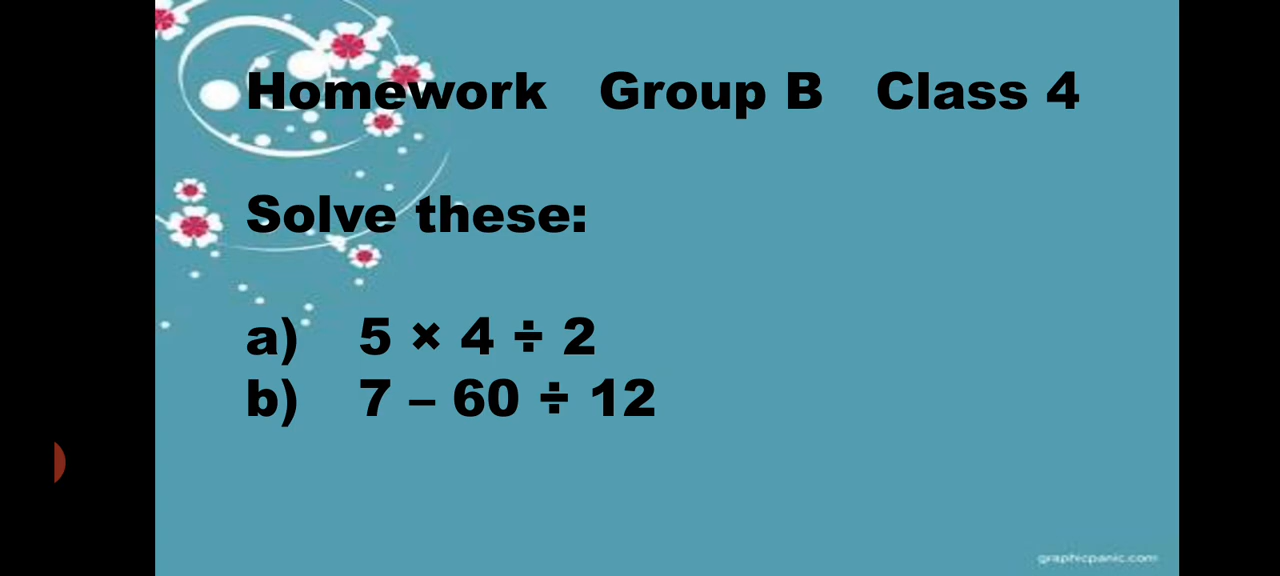 Homework Group B Class 4
Solve these:
a) 5 × 4 ÷ 2
b) 7 – 60 ÷ 12
graphicpanic.com